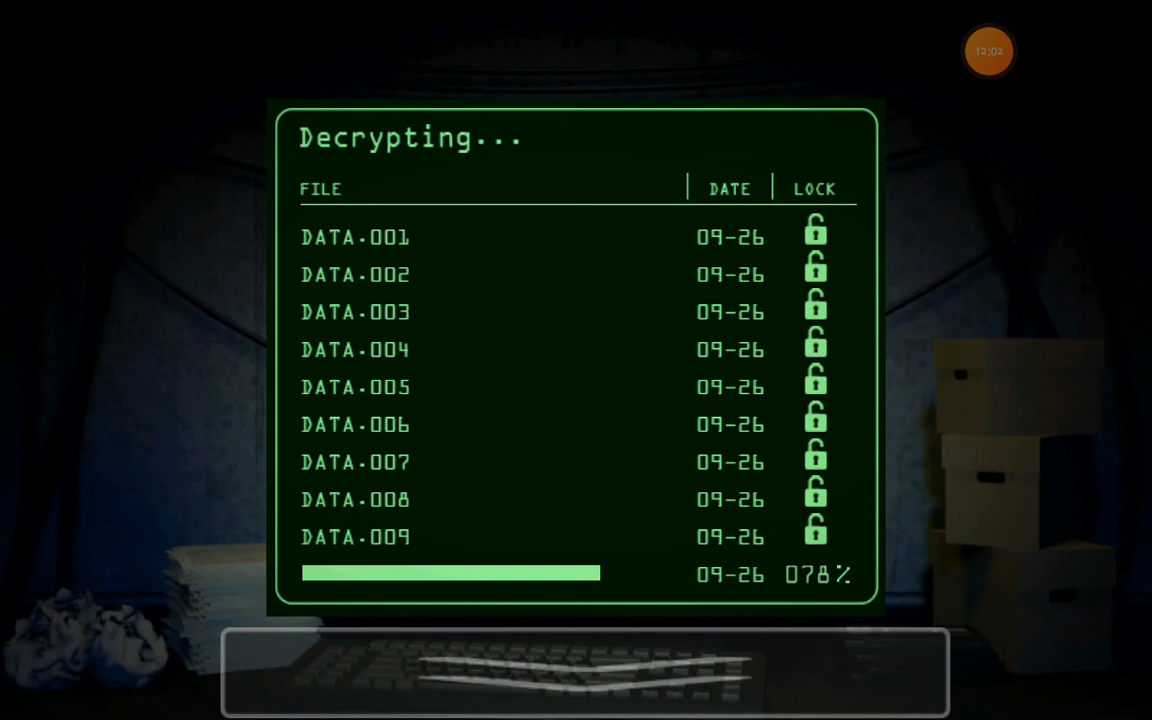 12:02
Decrypting...
FILE DATE LOCK
DATA.001 09-26
DATA.002 09-26
DATA.003 09-26
DATA.004 09-26
DATA.005 09-26
DATA.006 09-26
DATA.007 09-26
DATA.008 09-26
DATA.009 09-26
09-26 078%